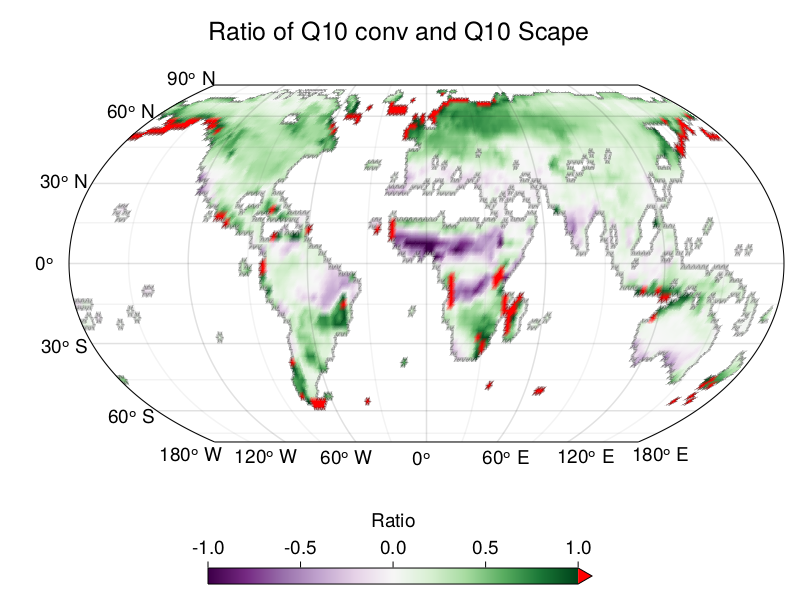 Ratio of Q10 conv and Q10 Scape
90° N
60° N
30° N
0°
30° S
60° S
180° W 120° W 60° W 0° 60° E 120° E 180° E
Ratio
-1.0 -0.5 0.0 0.5 1.0